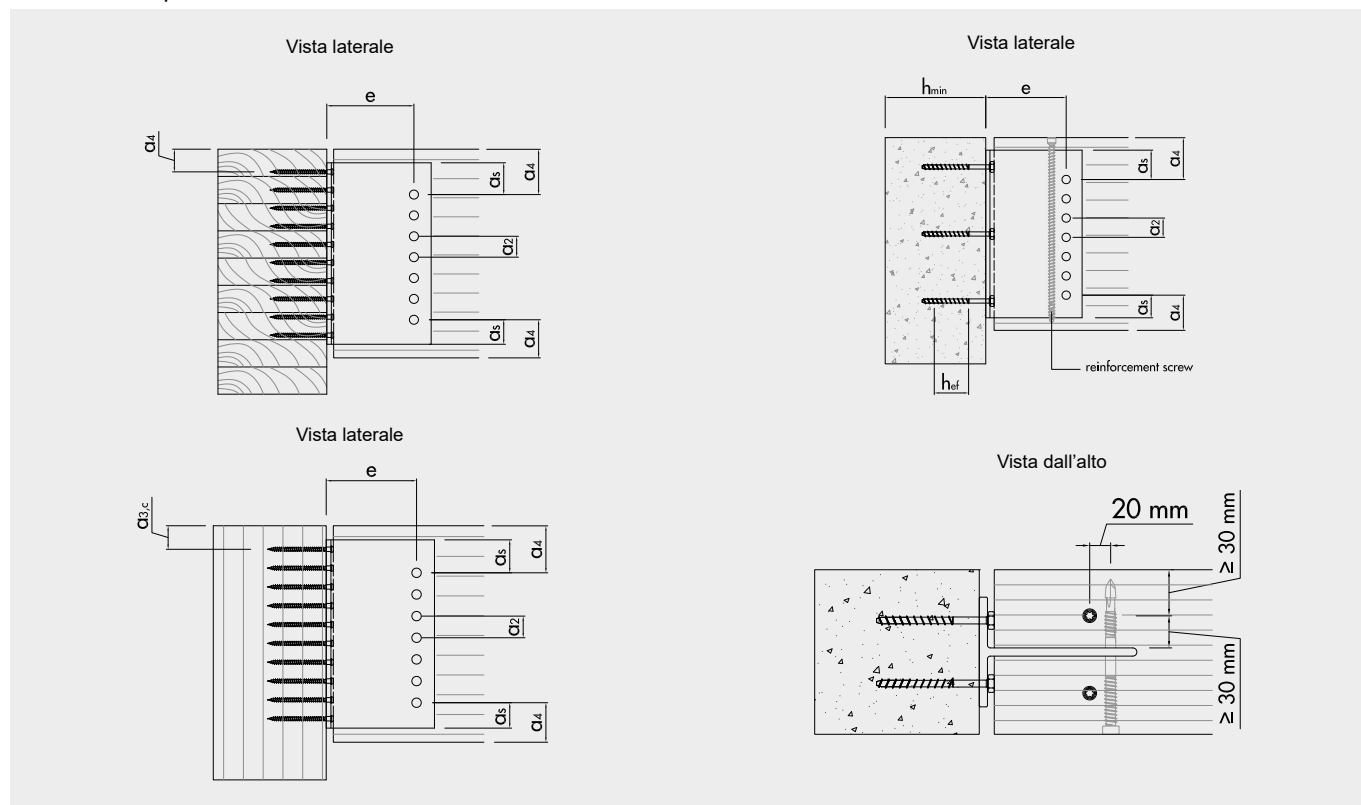 Vista laterale
e
a4
as
a4
a2
as
a4
Vista laterale
hmin
e
as
a4
a2
as
a4
hef
reinforcement screw
Vista laterale
e
a3,c
as
a4
a2
as
a4
Vista dall'alto
20 mm
≥ 30 mm
≥ 30 mm